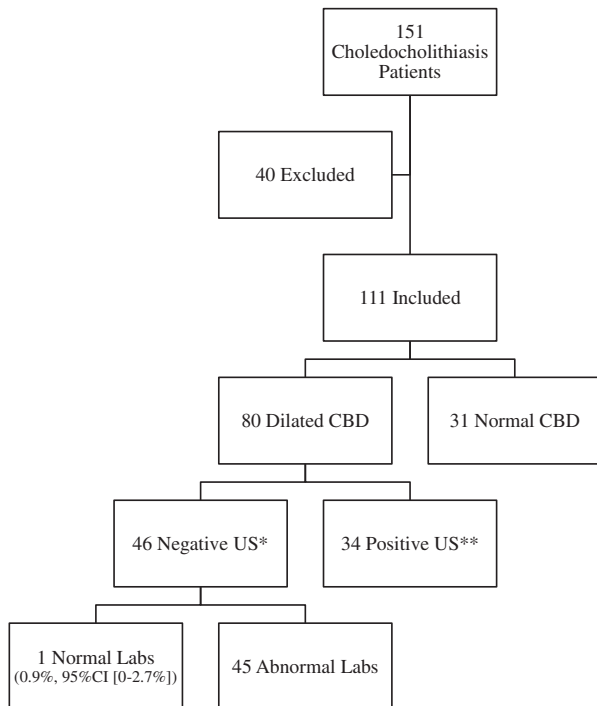 151
Choledocholithiasis
Patients
40 Excluded
111 Included
80 Dilated CBD
31 Normal CBD
46 Negative US*
34 Positive US**
1 Normal Labs
(0.9%, 95%CI [0-2.7%])
45 Abnormal Labs